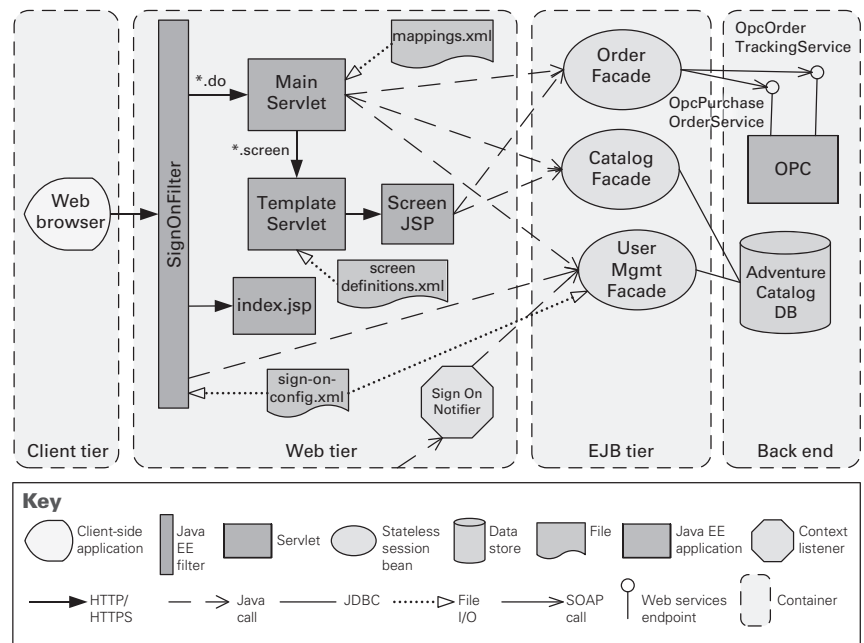 OpcOrder
TrackingService
mappings.xml
Order
Facade
*.do
Main
Servlet
OpcPurchase
OrderService
*.screen
Catalog
Facade
OPC
Web
browser
SignOnFilter
Template
Servlet
Screen
JSP
User
Mgmt
Facade
Adventure
Catalog
DB
screen
definitions.xml
index.jsp
sign-on-
config.xml
Sign On
Notifier
Client tier
Web tier
EJB tier
Back end
Key
Client-side
application
Java
EE
filter
Servlet
Stateless
session
bean
Data
store
File
Java EE
application
Context
listener
HTTP/
HTTPS
Java
call
JDBC
File
I/O
SOAP
call
Web services
endpoint
Container